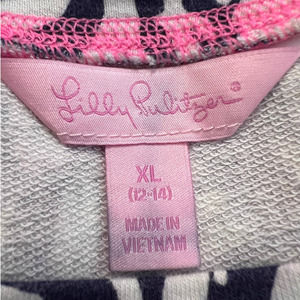 Lilly Pulitzer®
XL
(12-14)
MADE IN
VIETNAM